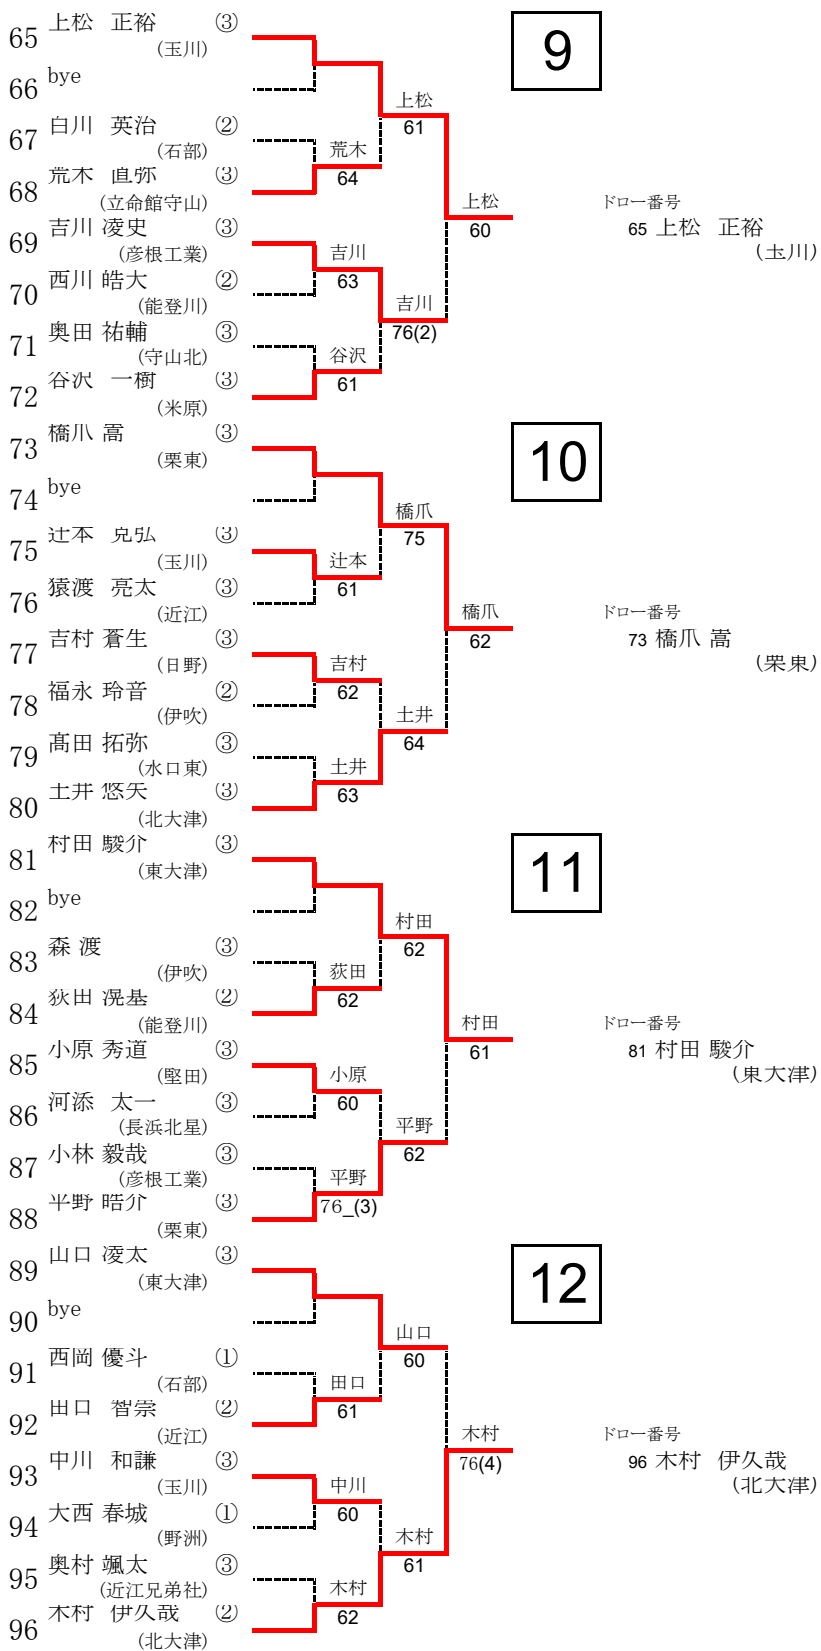 65 上松 正裕 ③
(玉川)
9
66 bye
上松
61
67 白川 英治 ②
(石部)
荒木
64
68 荒木 直弥 ③
(立命館守山)
上松
60
ドロー番号
65 上松 正裕
(玉川)
69 吉川 凌史 ③
(彦根工業)
吉川
63
70 西川 皓大 ②
(能登川)
吉川
76(2)
71 奥田 祐輔 ③
(守山北)
谷沢
61
72 谷沢 一樹 ③
(米原)
73 橋爪 嵩 ③
(栗東)
10
74 bye
橋爪
75
75 辻本 克弘 ③
(玉川)
辻本
61
76 猿渡 亮太 ③
(近江)
橋爪
62
ドロー番号
73 橋爪 嵩
(栗東)
77 吉村 蒼生 ③
(日野)
吉村
62
78 福永 玲音 ②
(伊吹)
土井
64
79 髙田 拓弥 ③
(水口東)
土井
63
80 土井 悠矢 ③
(北大津)
81 村田 駿介 ③
(東大津)
11
82 bye
村田
62
83 森 渡 ③
(伊吹)
荻田
62
84 荻田 滉基 ②
(能登川)
村田
61
ドロー番号
81 村田 駿介
(東大津)
85 小原 秀道 ③
(堅田)
小原
60
86 河添 太一 ③
(長浜北星)
平野
62
87 小林 毅哉 ③
(彦根工業)
平野
76_(3)
88 平野 皓介 ③
(栗東)
89 山口 凌太 ③
(東大津)
12
90 bye
山口
60
91 西岡 優斗 ①
(石部)
田口
61
92 田口 智崇 ②
(近江)
木村
76(4)
ドロー番号
96 木村 伊久哉
(北大津)
93 中川 和謙 ③
(玉川)
中川
60
94 大西 春城 ①
(野洲)
木村
61
95 奥村 颯太 ③
(近江兄弟社)
木村
62
96 木村 伊久哉 ②
(北大津)